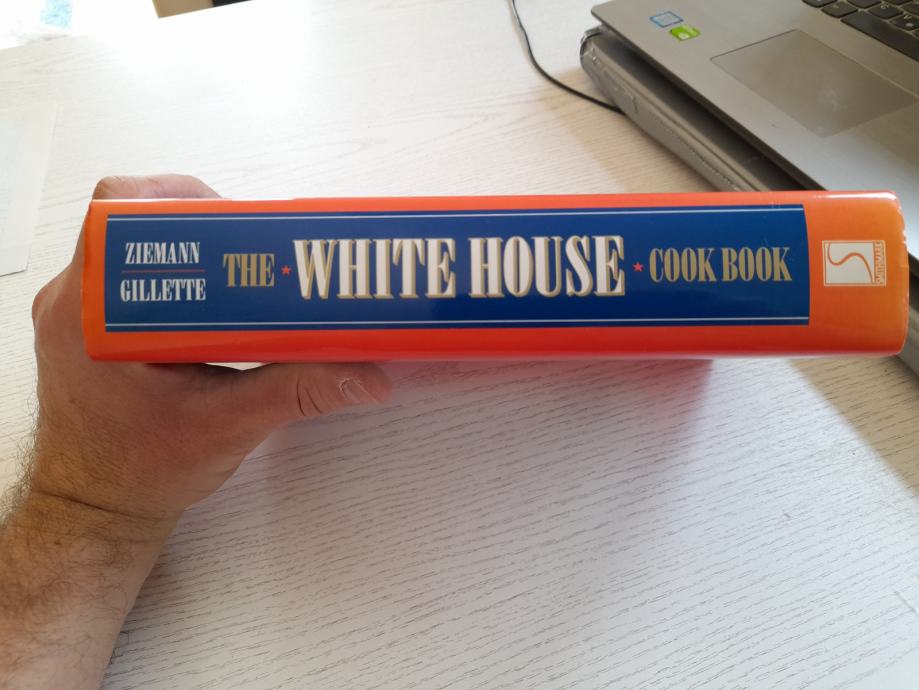 ZIEMANN
GILLETTE
THE ★ WHITE HOUSE ★ COOK BOOK